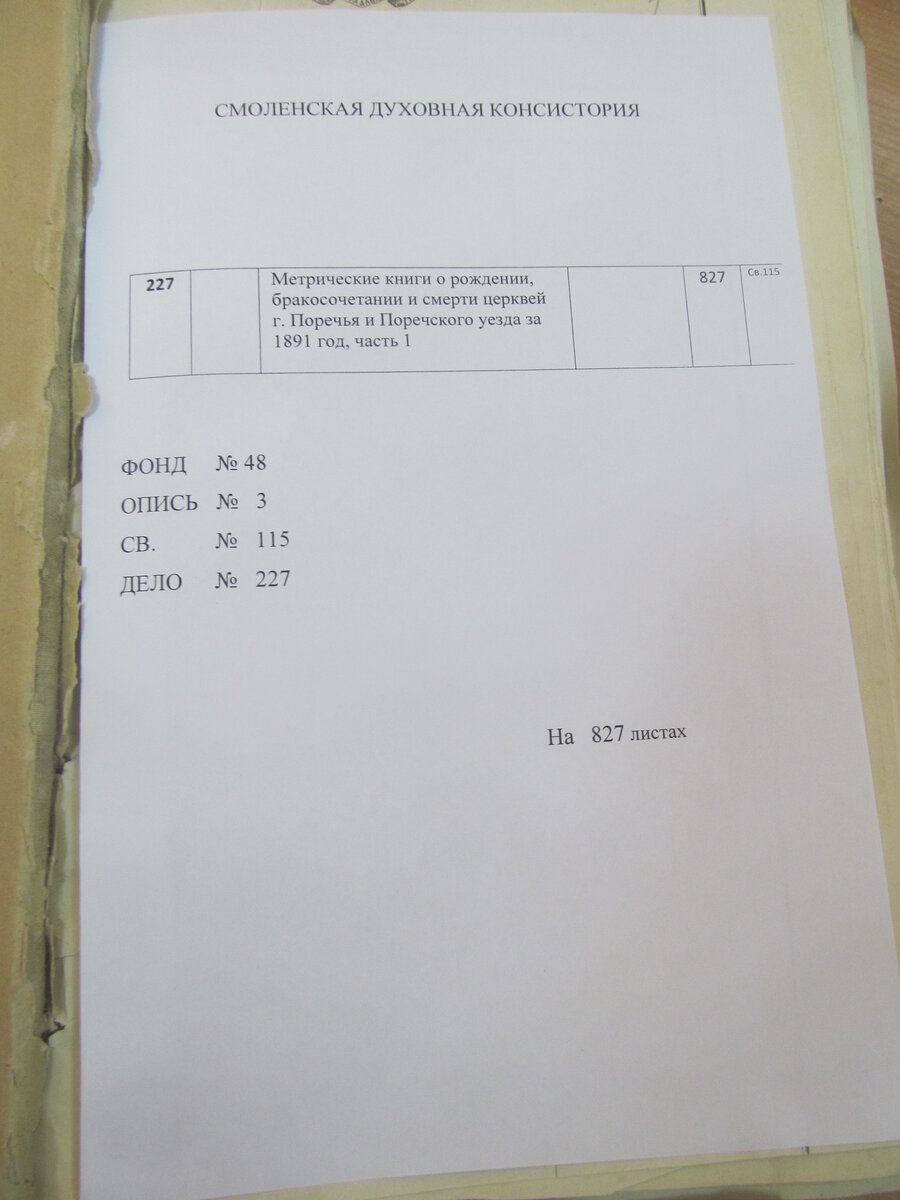 СМОЛЕНСКАЯ ДУХОВНАЯ КОНСИСТОРИЯ
227 Метрические книги о рождении, 827 Св.115
бракосочетании и смерти церквей
г. Поречья и Поречского уезда за
1891 год, часть 1
ФОНД № 48
ОПИСЬ № 3
СВ. № 115
ДЕЛО № 227
На 827 листах